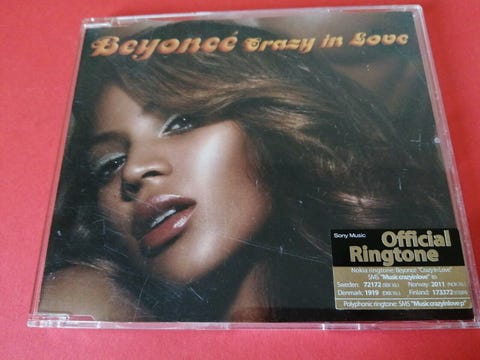 Beyoncé Crazy in Love
Sony Music
Official
Ringtone
Nokia ringtone: Beyoncé "Crazy In Love"
SMS "Music crazyinlove" to
Sweden: 72172 Norway: 2011
Denmark: 1919 Finland: 173372
Polyphonic ringtone: SMS "Music crazyinlove p"